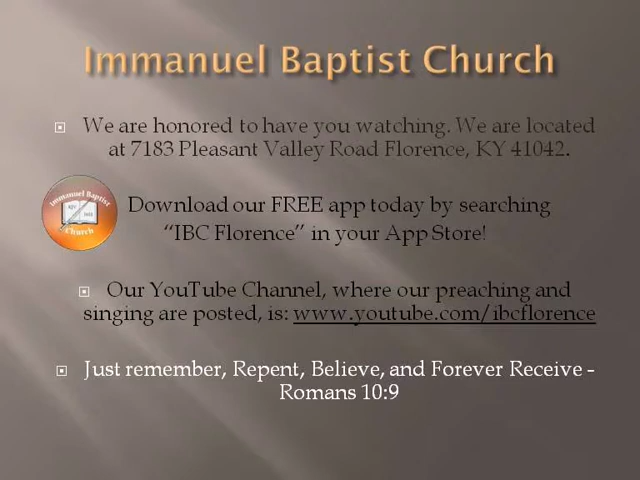 Immanuel Baptist Church
We are honored to have you watching. We are located
at 7183 Pleasant Valley Road Florence, KY 41042.
Immanuel Baptist
Church
Download our FREE app today by searching
“IBC Florence” in your App Store!
Our YouTube Channel, where our preaching and
singing are posted, is: www.youtube.com/ibcflorence
Just remember, Repent, Believe, and Forever Receive -
Romans 10:9